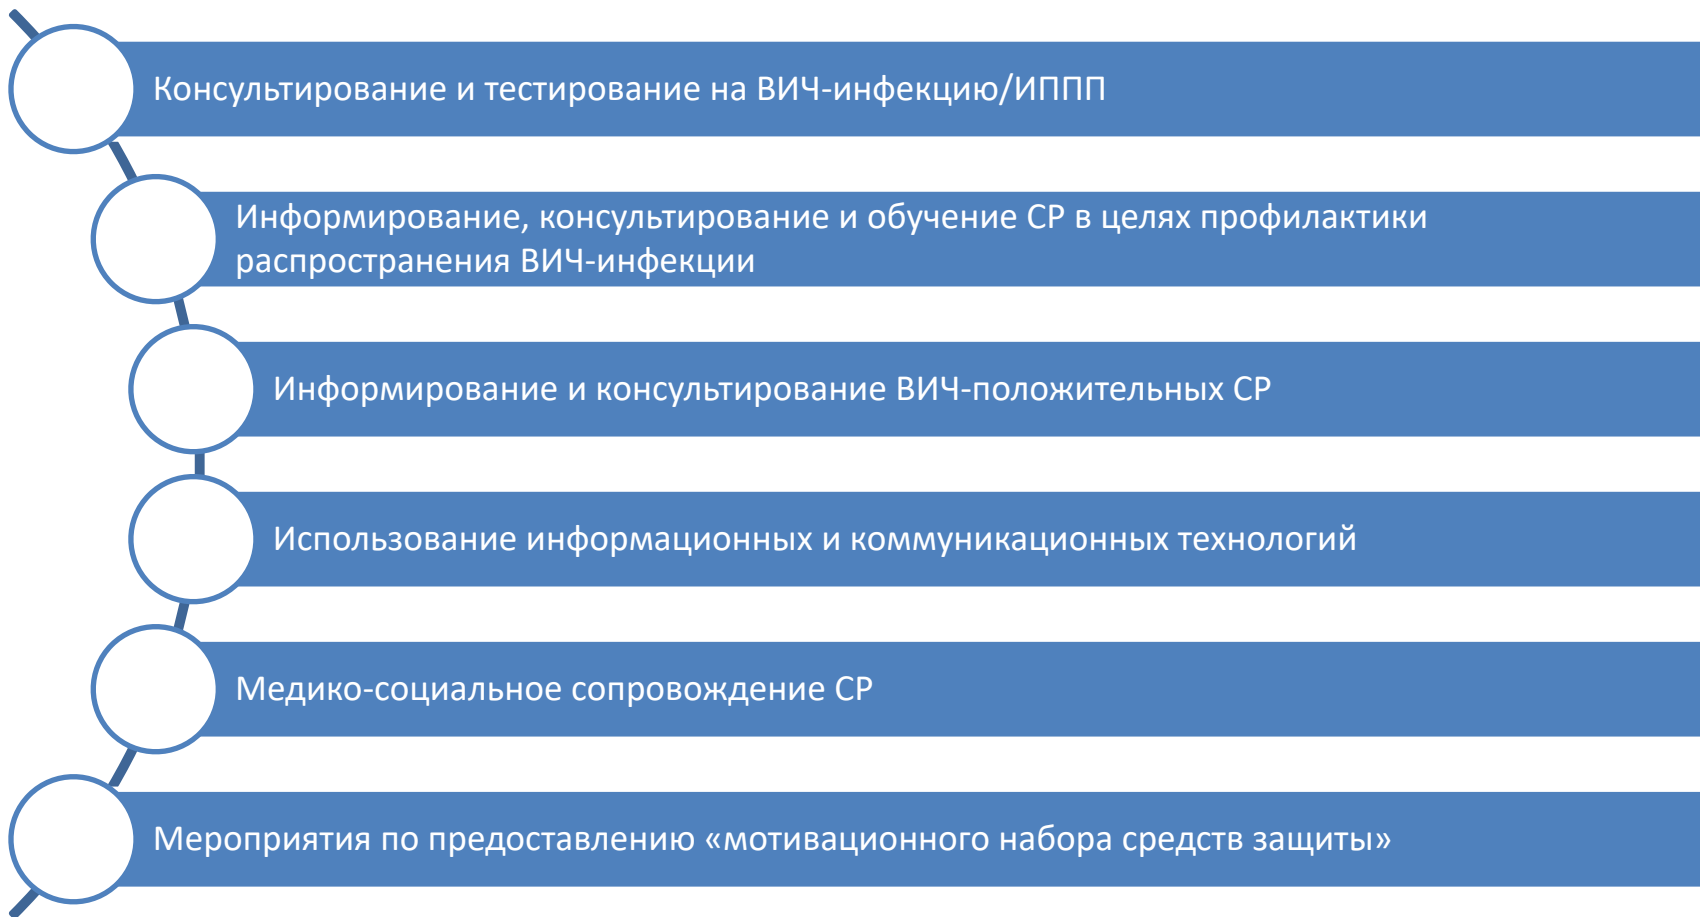 Консультирование и тестирование на ВИЧ-инфекцию/ИППП
Информирование, консультирование и обучение СР в целях профилактики
распространения ВИЧ-инфекции
Информирование и консультирование ВИЧ-положительных СР
Использование информационных и коммуникационных технологий
Медико-социальное сопровождение СР
Мероприятия по предоставлению «мотивационного набора средств защиты»